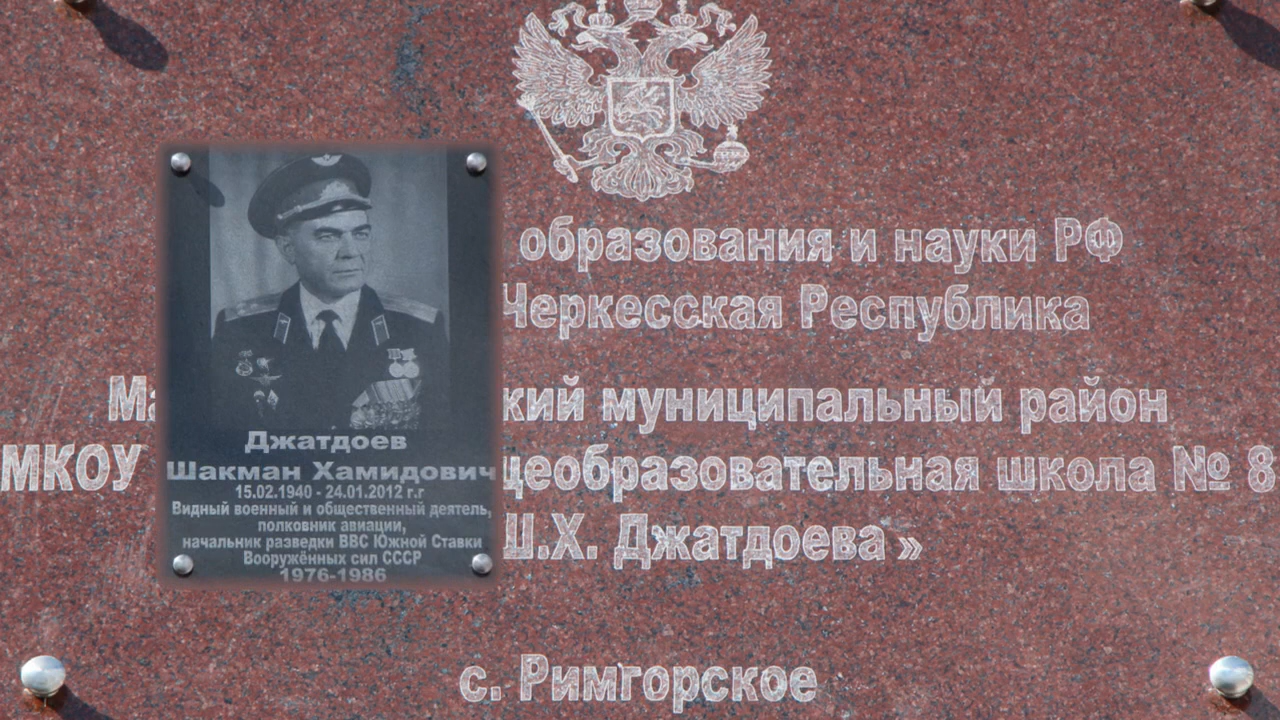 образования и науки РФ
Черкесская Республика
кий муниципальный район
МКОУ
цеобразовательная школа № 8
Ш.Х. Джатдоева »
с. Римгорское
Джатдоев
Шакман Хамидович
15.02.1940 - 24.01.2012 г.г
Видный военный и общественный деятель,
полковник авиации,
начальник разведки ВВС Южной Ставки
Вооружённых сил СССР
1976-1986